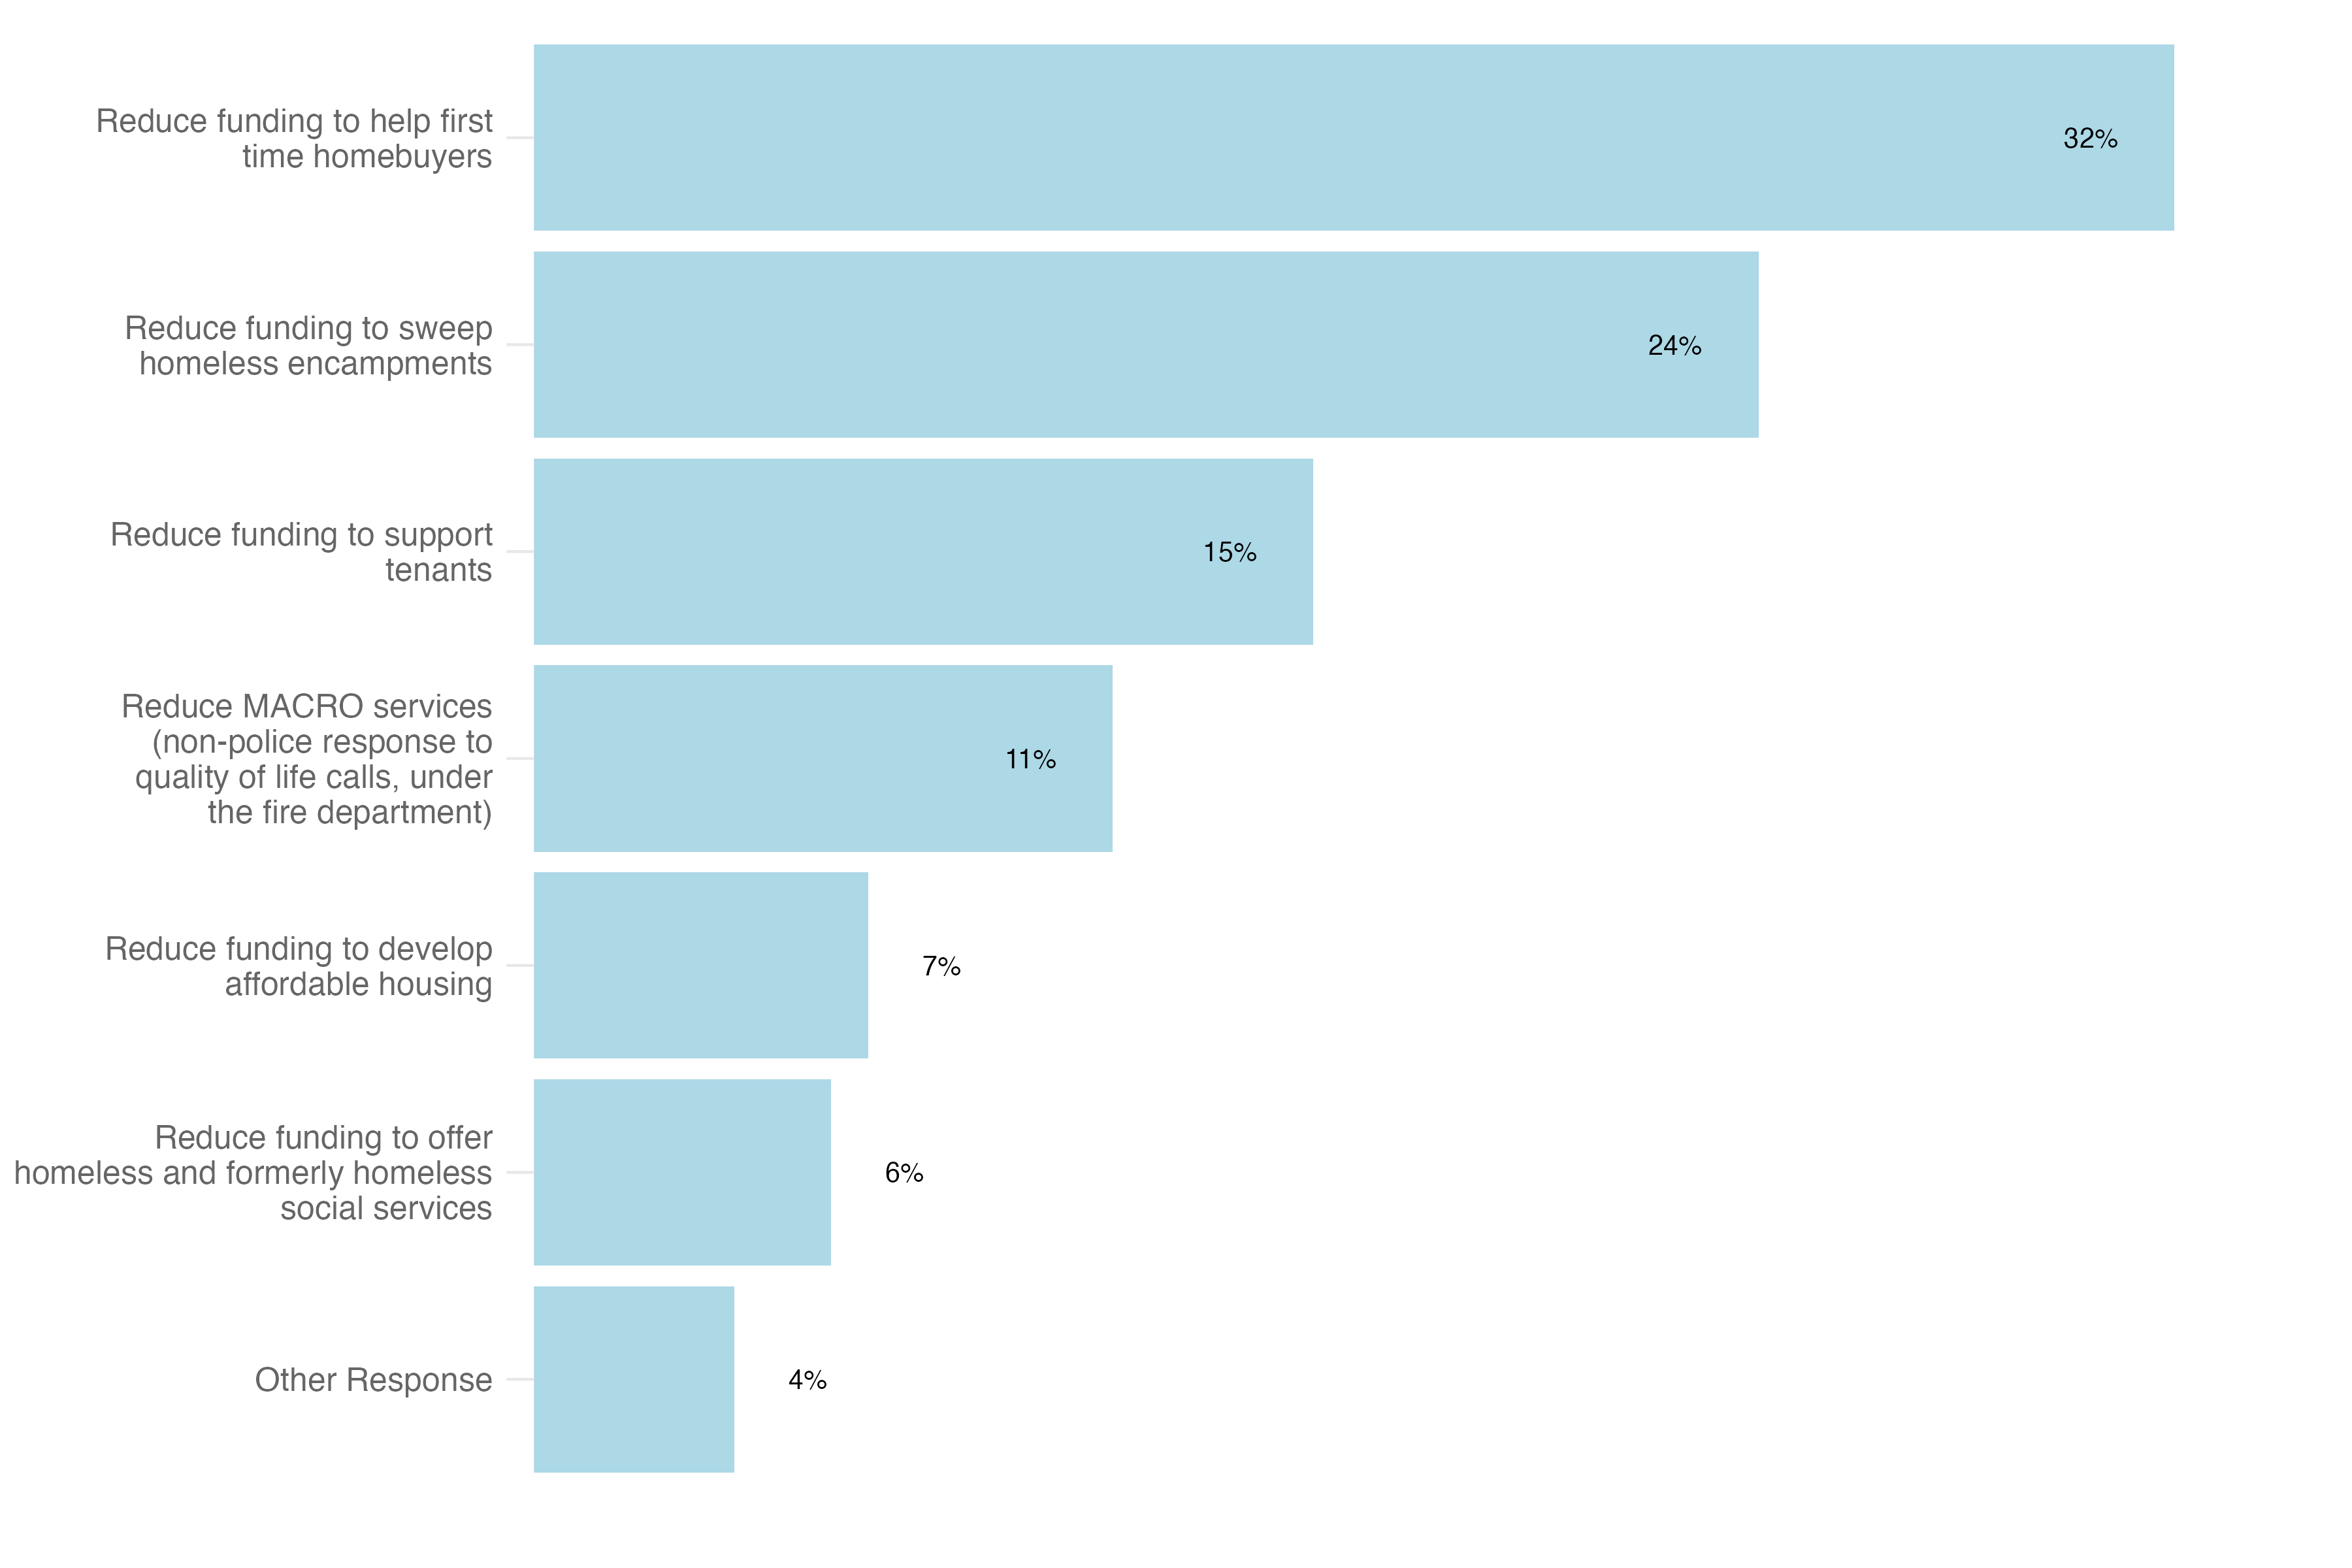 Reduce funding to help first
time homebuyers
32%
Reduce funding to sweep
homeless encampments
24%
Reduce funding to support
tenants
15%
Reduce MACRO services
(non-police response to
quality of life calls, under
the fire department)
11%
Reduce funding to develop
affordable housing
7%
Reduce funding to offer
homeless and formerly homeless
social services
6%
Other Response
4%